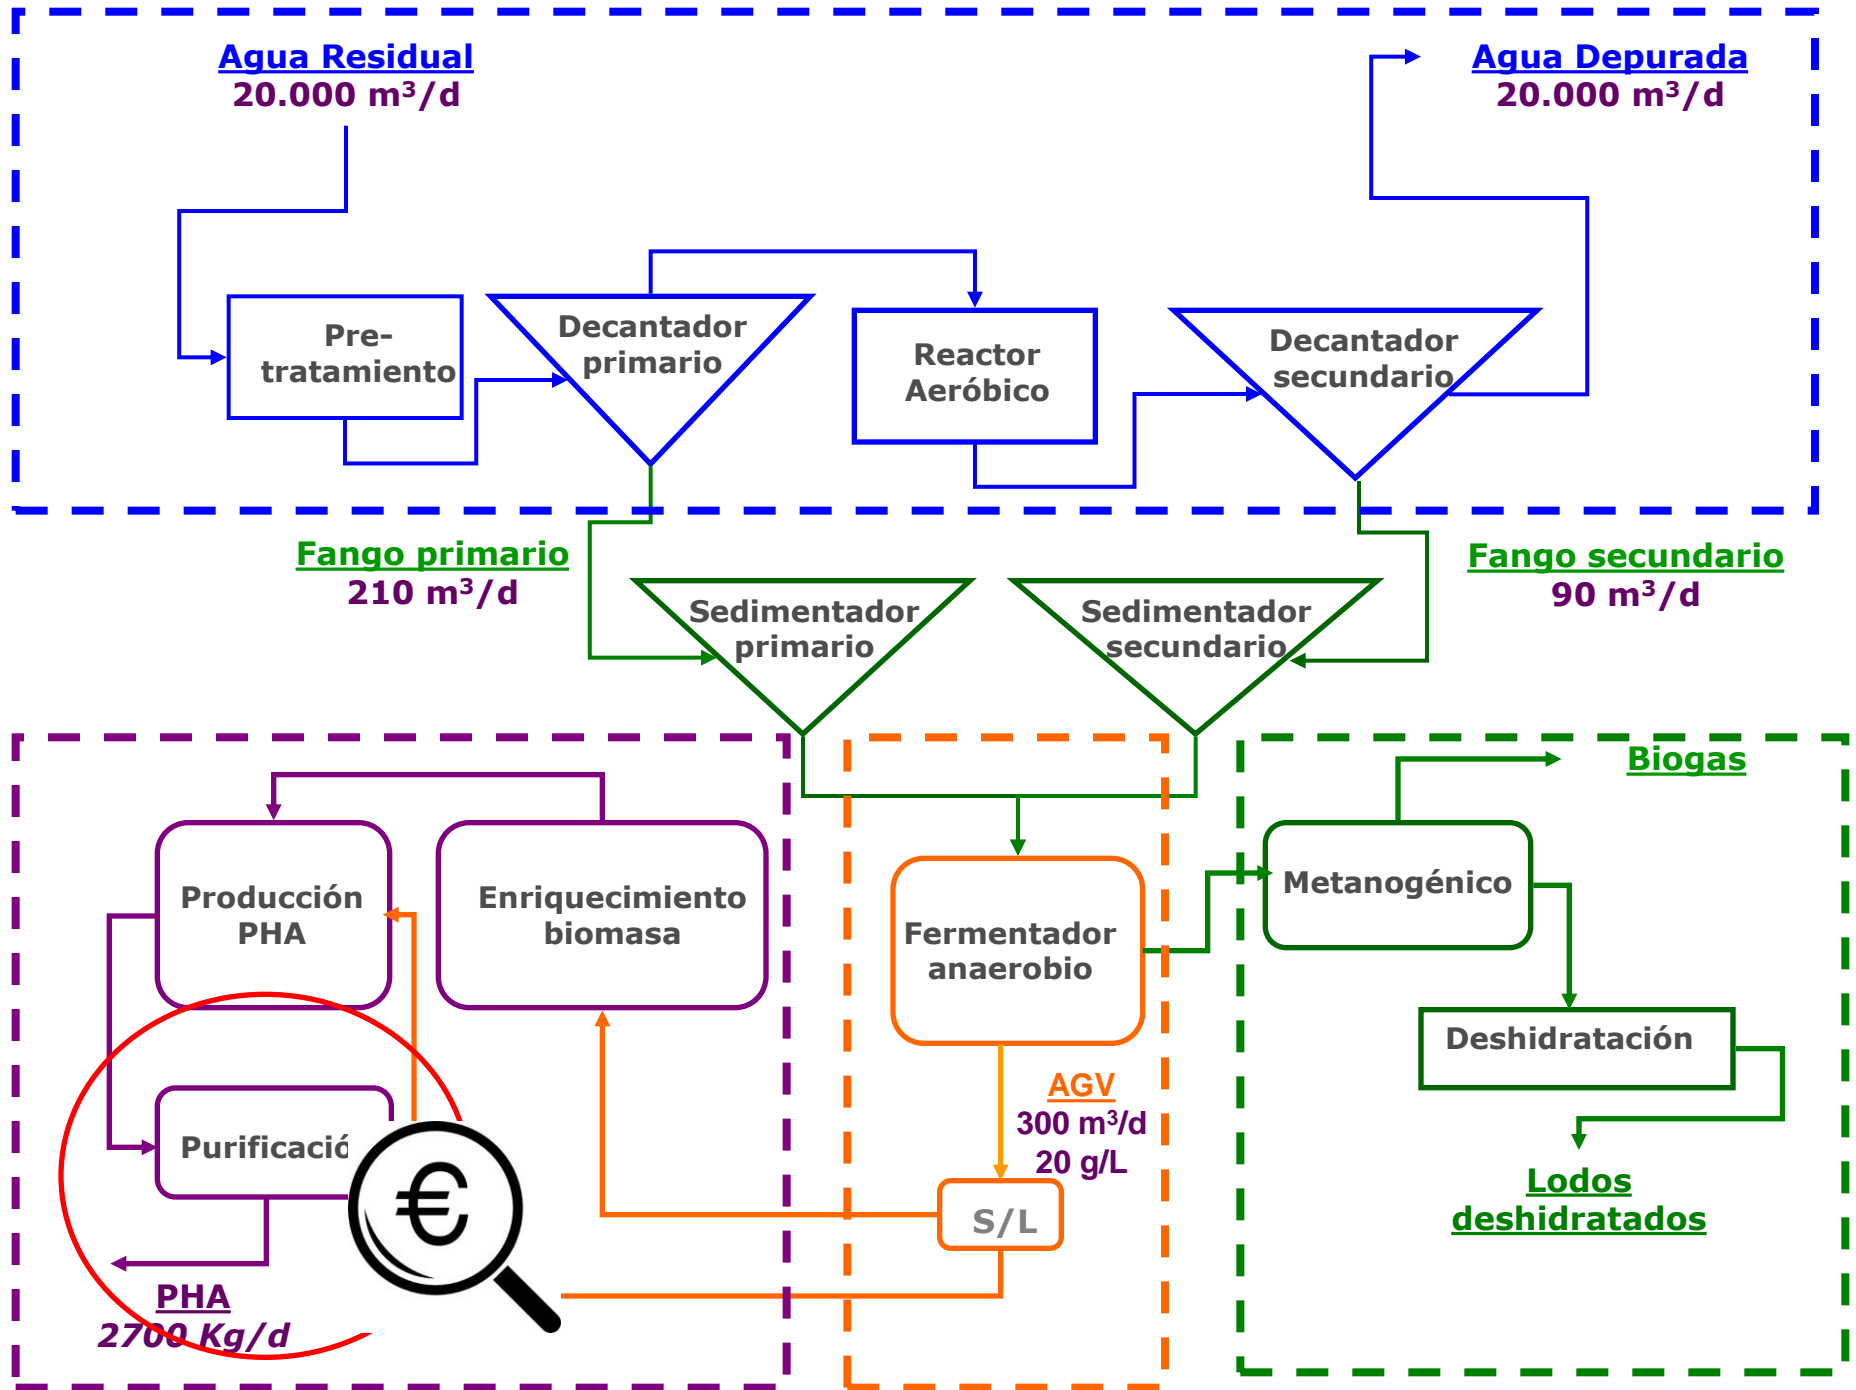 Agua Residual
20.000 m³/d
Agua Depurada
20.000 m³/d
Pre-
tratamiento
Decantador
primario
Reactor
Aeróbico
Decantador
secundario
Fango primario
210 m³/d
Fango secundario
90 m³/d
Sedimentador
primario
Sedimentador
secundario
Biogas
Producción
PHA
Enriquecimiento
biomasa
Fermentador
anaerobio
Metanogénico
Deshidratación
AGV
300 m³/d
20 g/L
Purificació
€
S/L
Lodos
deshidratados
PHA
2700 Kg/d